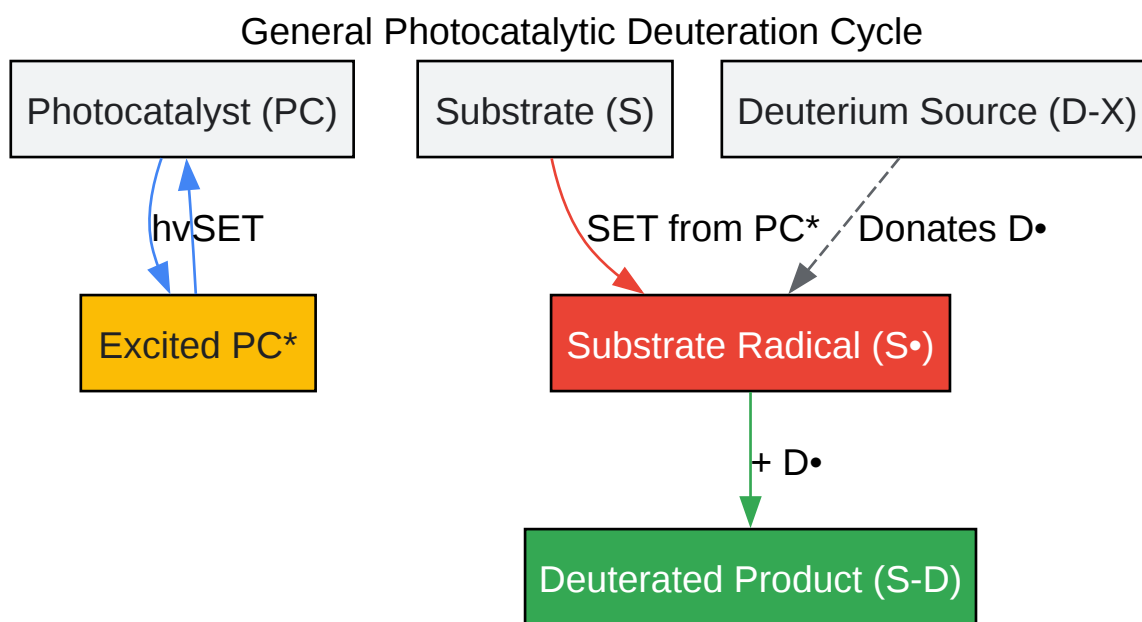 General Photocatalytic Deuteration Cycle
Photocatalyst (PC)
Substrate (S)
Deuterium Source (D-X)
hvSET
SET from PC*
Donates D•
Excited PC*
Substrate Radical (S•)
+ D•
Deuterated Product (S-D)